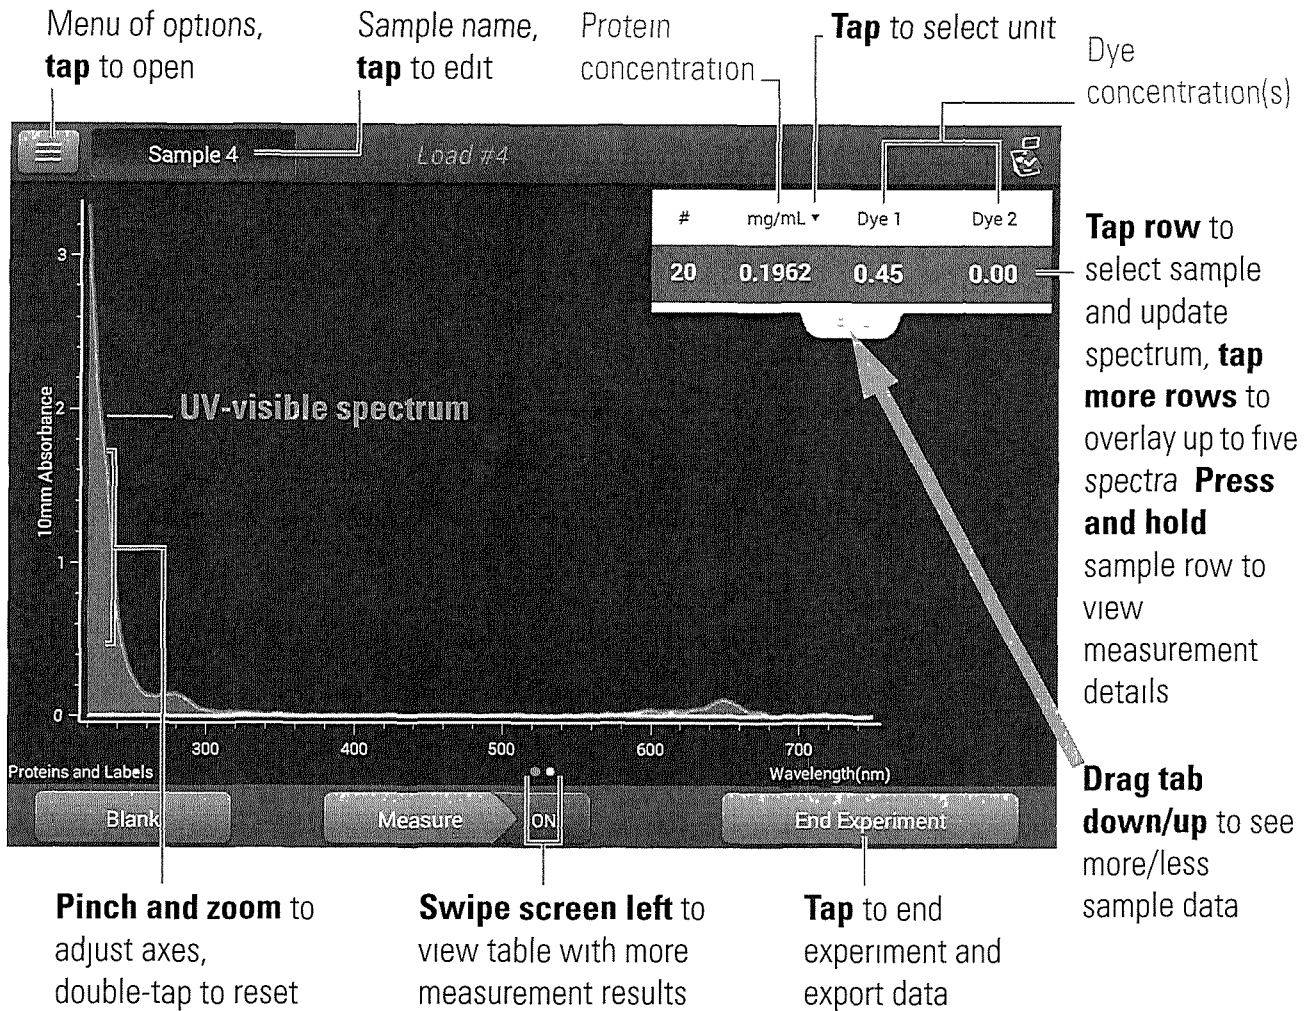 Menu of options,
tap to open
Sample name,
tap to edit
Protein
concentration
Tap to select unit
Dye
concentration(s)
Sample 4
Load #4
# mg/mL ▾ Dye 1 Dye 2
20 0.1962 0.45 0.00
Tap row to
select sample
and update
spectrum, tap
more rows to
overlay up to five
spectra Press
and hold
sample row to
view
measurement
details
3
2
1
0
10mm Absorbance
UV-visible spectrum
300 400 500 600 700
Proteins and Labels
Wavelength(nm)
Blank
Measure
ON
End Experiment
Drag tab
down/up to see
more/less
sample data
Pinch and zoom to
adjust axes,
double-tap to reset
Swipe screen left to
view table with more
measurement results
Tap to end
experiment and
export data